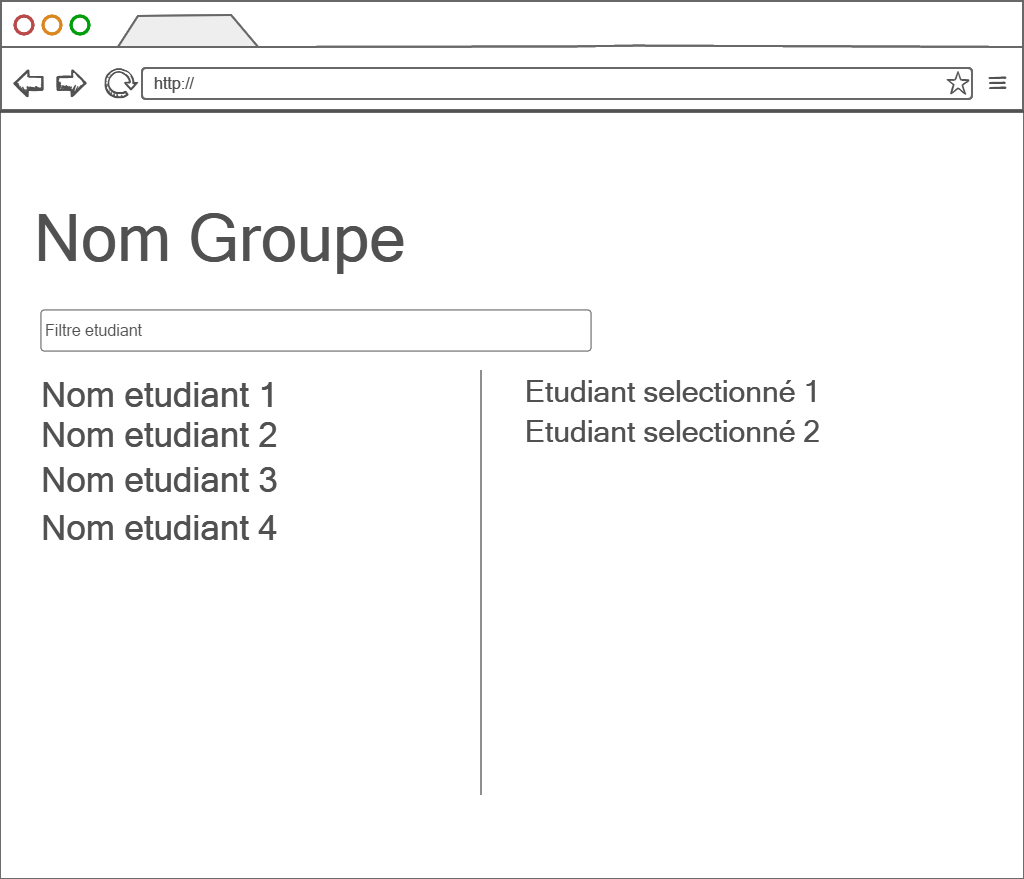 http://
Nom Groupe
Filtre etudiant
Nom etudiant 1
Nom etudiant 2
Nom etudiant 3
Nom etudiant 4
Etudiant selectionné 1
Etudiant selectionné 2